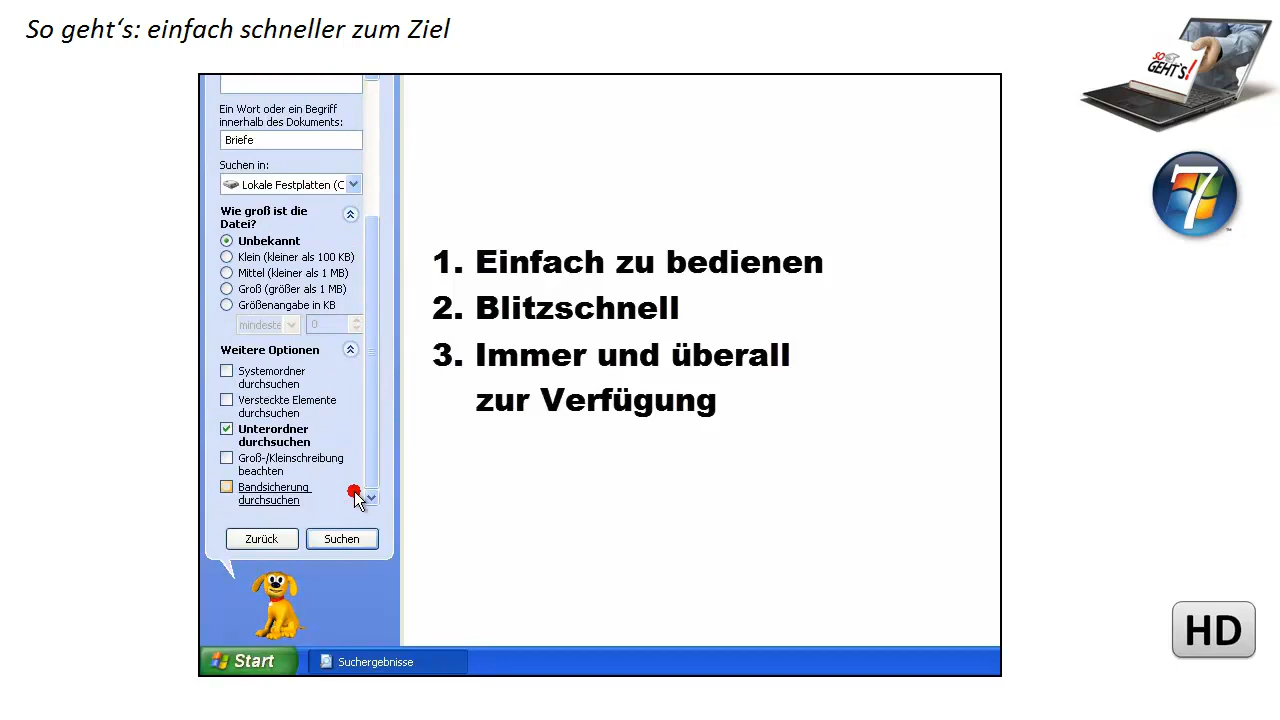 So geht‘s: einfach schneller zum Ziel
SO
GEHT'S!
7
TM
Ein Wort oder ein Begriff
innerhalb des Dokuments:
Briefe
Suchen in:
Lokale Festplatten (C
Wie groß ist die
Datei?
Unbekannt
Klein (kleiner als 100 KB)
Mittel (kleiner als 1 MB)
Groß (größer als 1 MB)
Größenangabe in KB
mindeste
0
Weitere Optionen
Systemordner
durchsuchen
Versteckte Elemente
durchsuchen
Unterordner
durchsuchen
Groß-/Kleinschreibung
beachten
Bandsicherung
durchsuchen
Zurück
Suchen
1. Einfach zu bedienen
2. Blitzschnell
3. Immer und überall
zur Verfügung
HD
Start
Suchergebnisse